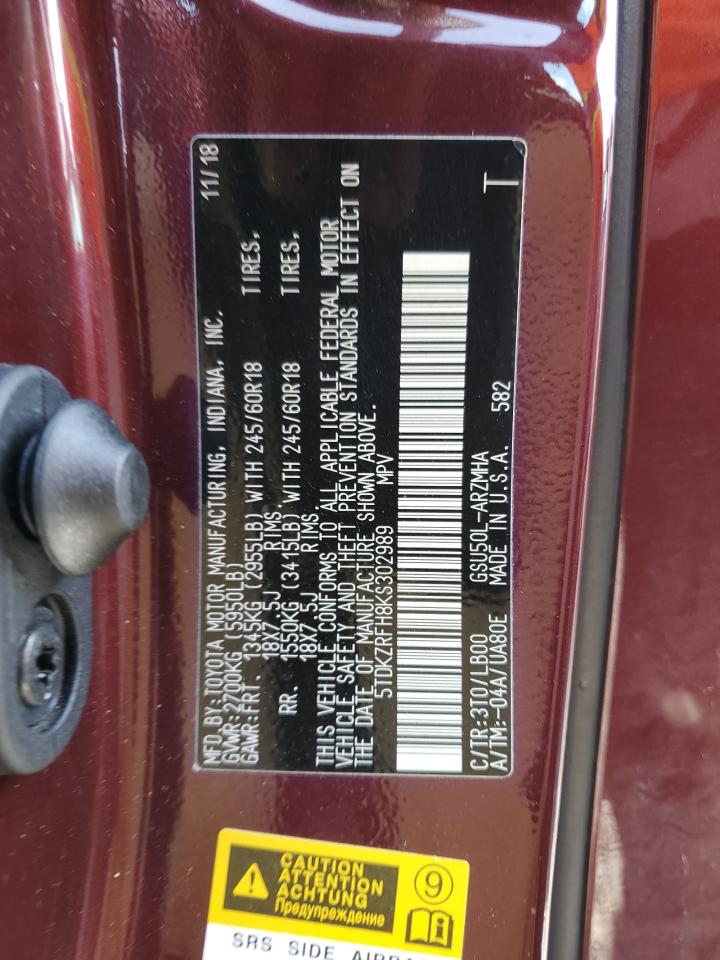 MFD.BY:TOYOTA MOTOR MANUFACTURING, INDIANA, INC. 11/18
GVWR:2700KG (5950LB)
GAWR:FRT. 1345KG (2955LB) WITH 245/60R18 TIRES,
18X7.5J RIMS,
RR. 1550KG (3415LB) WITH 245/60R18 TIRES,
18X7.5J RIMS.
THIS VEHICLE CONFORMS TO ALL APPLICABLE FEDERAL MOTOR
VEHICLE SAFETY AND THEFT PREVENTION STANDARDS IN EFFECT ON
THE DATE OF MANUFACTURE SHOWN ABOVE.
5TDKZRFH8KS302989 MPV
C/TR:3T0/LB00 GSU50L-ARZMHA
A/TM:-04A/UA80E MADE IN U.S.A. 582 T
CAUTION
ATTENTION
ACHTUNG
Предупреждение
9
SRS SIDE